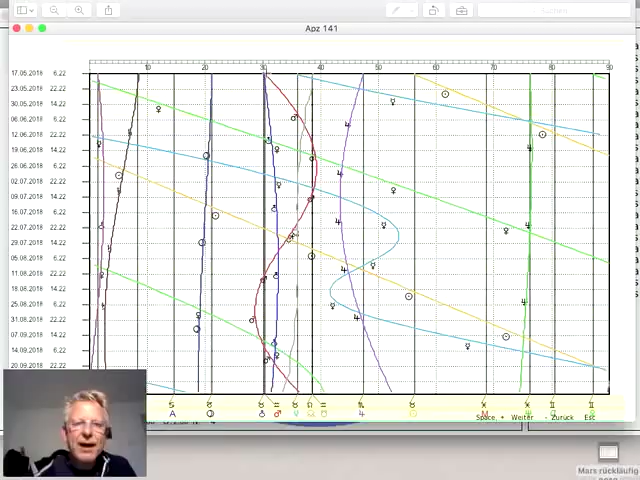 Suchen
Apz 141
10 20 30 40 50 60 70 80 90
17.05.2018 6,22
23.05.2018 22.22
30.05.2018 14.22
06.06.2018 6,22
12.06.2018 22.22
19.06.2018 14.22
26.06.2018 6,22
02.07.2018 22.22
09.07.2018 14.22
16.07.2018 6,22
22.07.2018 22.22
29.07.2018 14.22
05.08.2018 6,22
11.08.2018 22.22
18.08.2018 14.22
25.08.2018 6,22
31.08.2018 22.22
07.09.2018 14.22
14.09.2018 6,22
20.09.2018 22.22
A
M
Space, + Weiter - Zurück Esc
Mars rückläufig